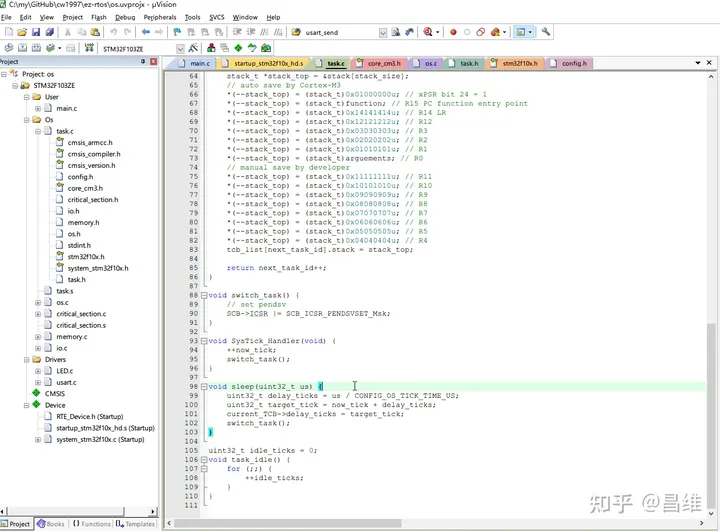 C:\my\GitHub\cw1997\ez-rtos\os.uvprojx - µVision
File Edit View Project Flash Debug Peripherals Tools SVCS Window Help
usart_send
STM32F103ZE
Project
main.c startup_stm32f10x_hd.s task.c core_cm3.h os.c task.h stm32f10x.h config.h
Project: os
STM32F103ZE
User
main.c
Os
task.c
cmsis_armcc.h
cmsis_compiler.h
cmsis_version.h
config.h
core_cm3.h
critical_section.h
io.h
memory.h
os.h
stdint.h
stm32f10x.h
system_stm32f10x.h
task.h
task.s
os.c
critical_section.c
critical_section.s
memory.c
io.c
Drivers
LED.c
usart.c
CMSIS
Device
RTE_Device.h (Startup)
startup_stm32f10x_hd.s (Startup)
system_stm32f10x.c (Startup)
Project Books Functions Templates
64 stack_t *stack_top = &stack[stack_size];
65 // auto save by Cortex-M3
66 *(--stack_top) = (stack_t)0x01000000u; // xPSR bit 24 = 1
67 *(--stack_top) = (stack_t)function; // R15 PC function entry point
68 *(--stack_top) = (stack_t)0x14141414u; // R14 LR
69 *(--stack_top) = (stack_t)0x12121212u; // R12
70 *(--stack_top) = (stack_t)0x03030303u; // R3
71 *(--stack_top) = (stack_t)0x02020202u; // R2
72 *(--stack_top) = (stack_t)0x01010101u; // R1
73 *(--stack_top) = (stack_t)arguements; // R0
74 // manual save by developer
75 *(--stack_top) = (stack_t)0x11111111u; // R11
76 *(--stack_top) = (stack_t)0x10101010u; // R10
77 *(--stack_top) = (stack_t)0x09090909u; // R9
78 *(--stack_top) = (stack_t)0x08080808u; // R8
79 *(--stack_top) = (stack_t)0x07070707u; // R7
80 *(--stack_top) = (stack_t)0x06060606u; // R6
81 *(--stack_top) = (stack_t)0x05050505u; // R5
82 *(--stack_top) = (stack_t)0x04040404u; // R4
83 tcb_list[next_task_id].stack = stack_top;
84
85 return next_task_id++;
86 }
87
88 void switch_task() {
89 // set pendsv
90 SCB->ICSR |= SCB_ICSR_PENDSVSET_Msk;
91 }
92
93 void SysTick_Handler(void) {
94 ++now_tick;
95 switch_task();
96 }
97
98 void sleep(uint32_t us) {
99 uint32_t delay_ticks = us / CONFIG_OS_TICK_TIME_US;
100 uint32_t target_tick = now_tick + delay_ticks;
101 current_TCB->delay_ticks = target_tick;
102 switch_task();
103 }
104
105 uint32_t idle_ticks = 0;
106 void task_idle() {
107 for (;;) {
108 ++idle_ticks;
109 }
110 }
111
知乎 @昌维